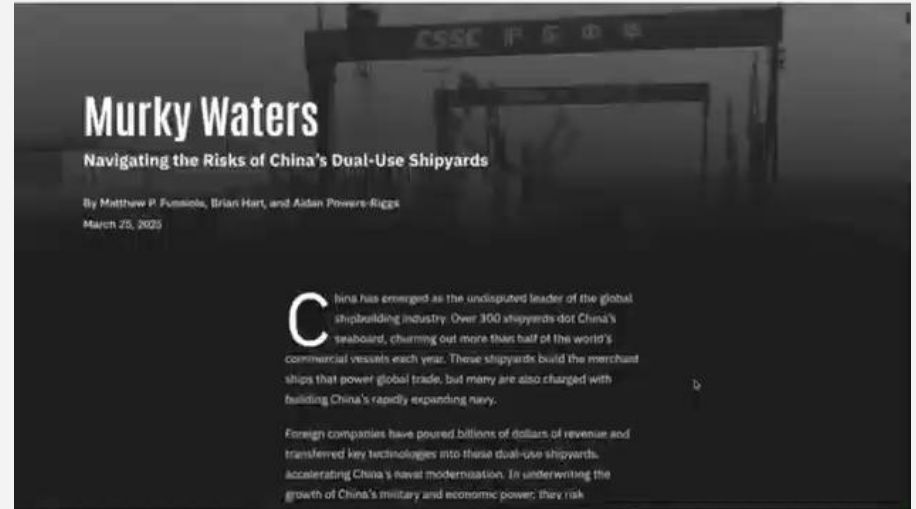 CSSC 沪东中华
Murky Waters
Navigating the Risks of China's Dual-Use Shipyards
By Matthew P. Funaiole, Brian Hart, and Aidan Powers-Riggs
March 25, 2025
China has emerged as the undisputed leader of the global
shipbuilding industry. Over 300 shipyards dot China's
seaboard, churning out more than half of the world's
commercial vessels each year. These shipyards build the merchant
ships that power global trade, but many are also charged with
building China's rapidly expanding navy.
Foreign companies have poured billions of dollars of revenue and
transferred key technologies into these dual-use shipyards,
accelerating China's naval modernization. In underwriting the
growth of China's military and economic power, they risk